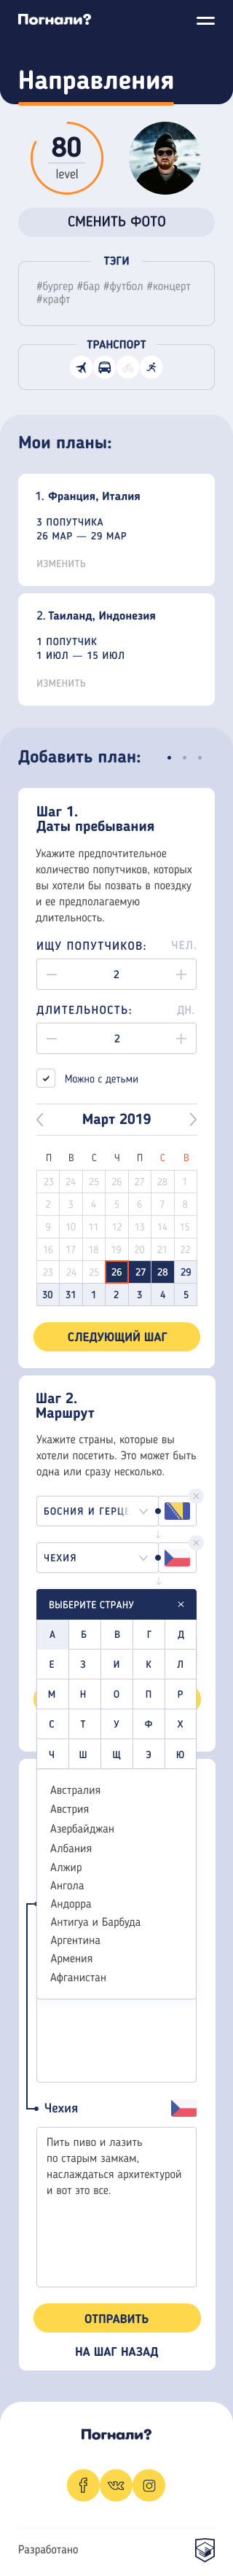 Погнали?
Направления
80
level
СМЕНИТЬ ФОТО
ТЭГИ
#бургер #бар #футбол #концерт
#крафт
ТРАНСПОРТ
Мои планы:
1. Франция, Италия
3 ПОПУТЧИКА
26 МАР — 29 МАР
ИЗМЕНИТЬ
2. Таиланд, Индонезия
1 ПОПУТЧИК
1 ИЮЛ — 15 ИЮЛ
ИЗМЕНИТЬ
Добавить план:
Шаг 1.
Даты пребывания
Укажите предпочтительное
количество попутчиков, которых
вы хотели бы позвать в поездку
и ее предполагаемую
длительность.
ИЩУ ПОПУТЧИКОВ: ЧЕЛ.
— 2 +
ДЛИТЕЛЬНОСТЬ: ДН.
— 2 +
Можно с детьми
Март 2019
П В С Ч П С В
23 24 25 26 27 28 1
2 3 4 5 6 7 8
9 10 11 12 13 14 15
16 17 18 19 20 21 22
23 24 25 26 27 28 29
30 31 1 2 3 4 5
СЛЕДУЮЩИЙ ШАГ
Шаг 2.
Маршрут
Укажите страны, которые вы
хотели посетить. Это может быть
одна или сразу несколько.
БОСНИЯ И ГЕРЦЕ
ЧЕХИЯ
ВЫБЕРИТЕ СТРАНУ
А Б В Г Д
Е З И К Л
М Н О П Р
С Т У Ф Х
Ч Ш Щ Э Ю
Австралия
Австрия
Азербайджан
Албания
Алжир
Ангола
Андорра
Антигуа и Барбуда
Аргентина
Армения
Афганистан
Чехия
Пить пиво и лазить
по старым замкам,
наслаждаться архитектурой
и вот это все.
ОТПРАВИТЬ
НА ШАГ НАЗАД
Погнали?
Разработано